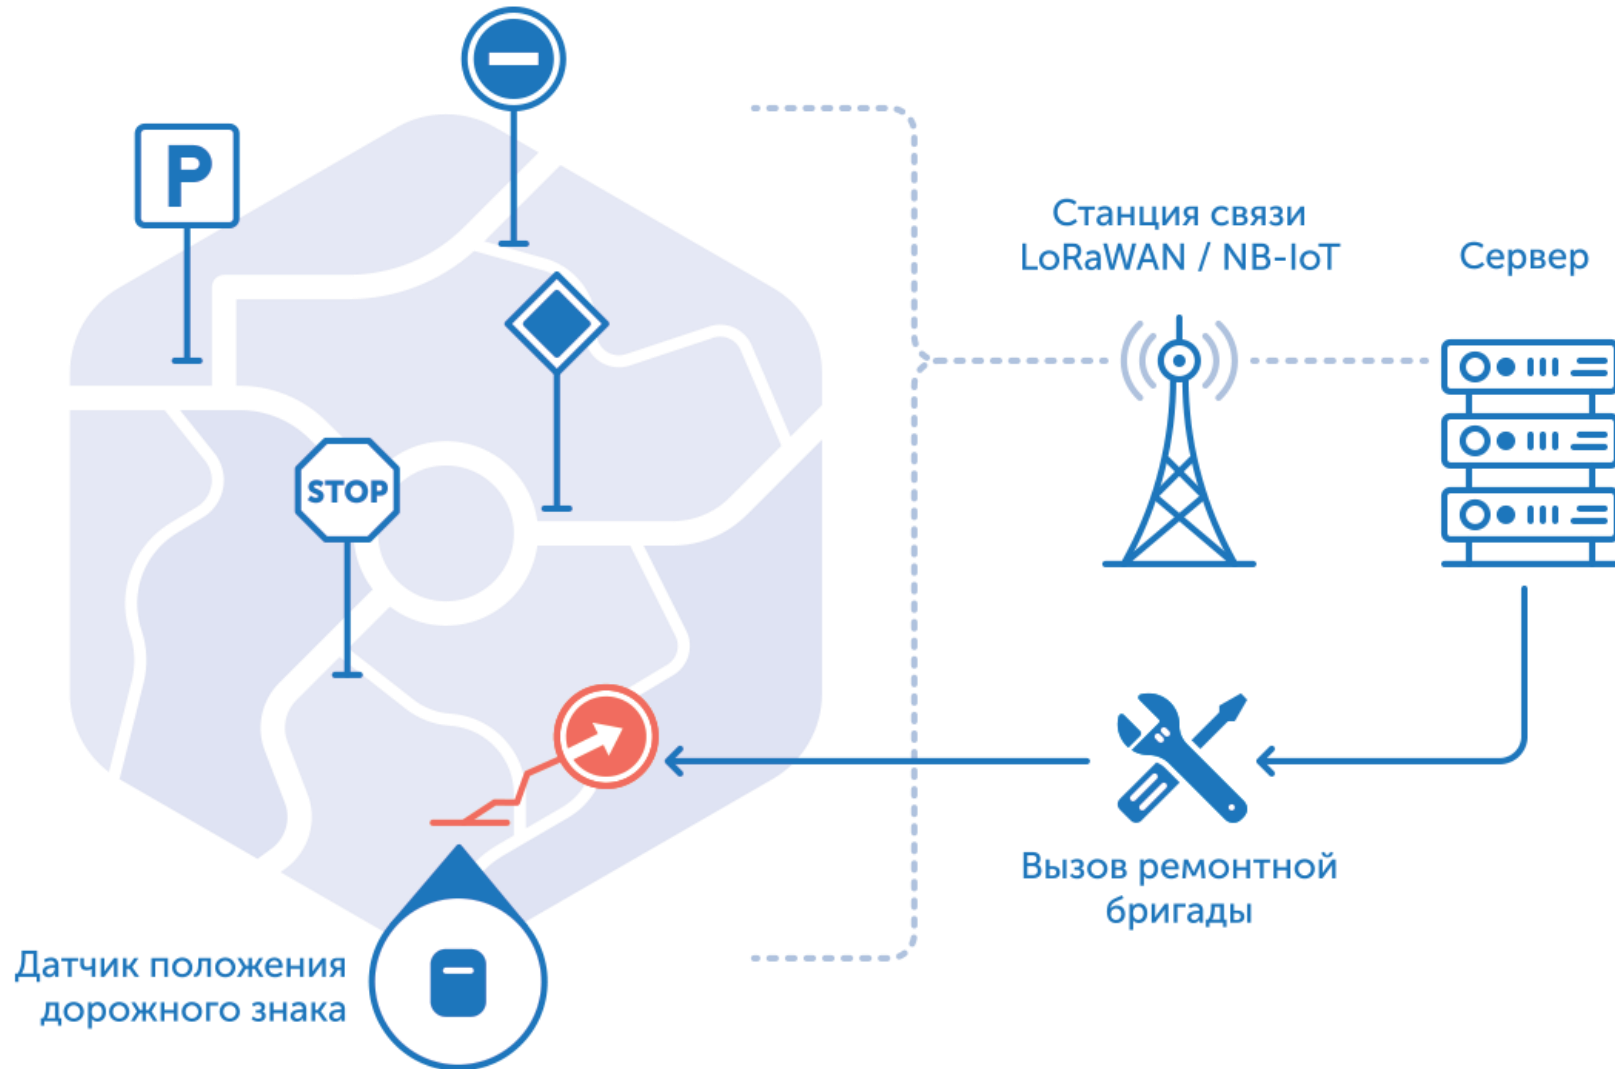 P
STOP
Станция связи
LoRaWAN / NB-IoT
Сервер
Вызов ремонтной
бригады
Датчик положения
дорожного знака